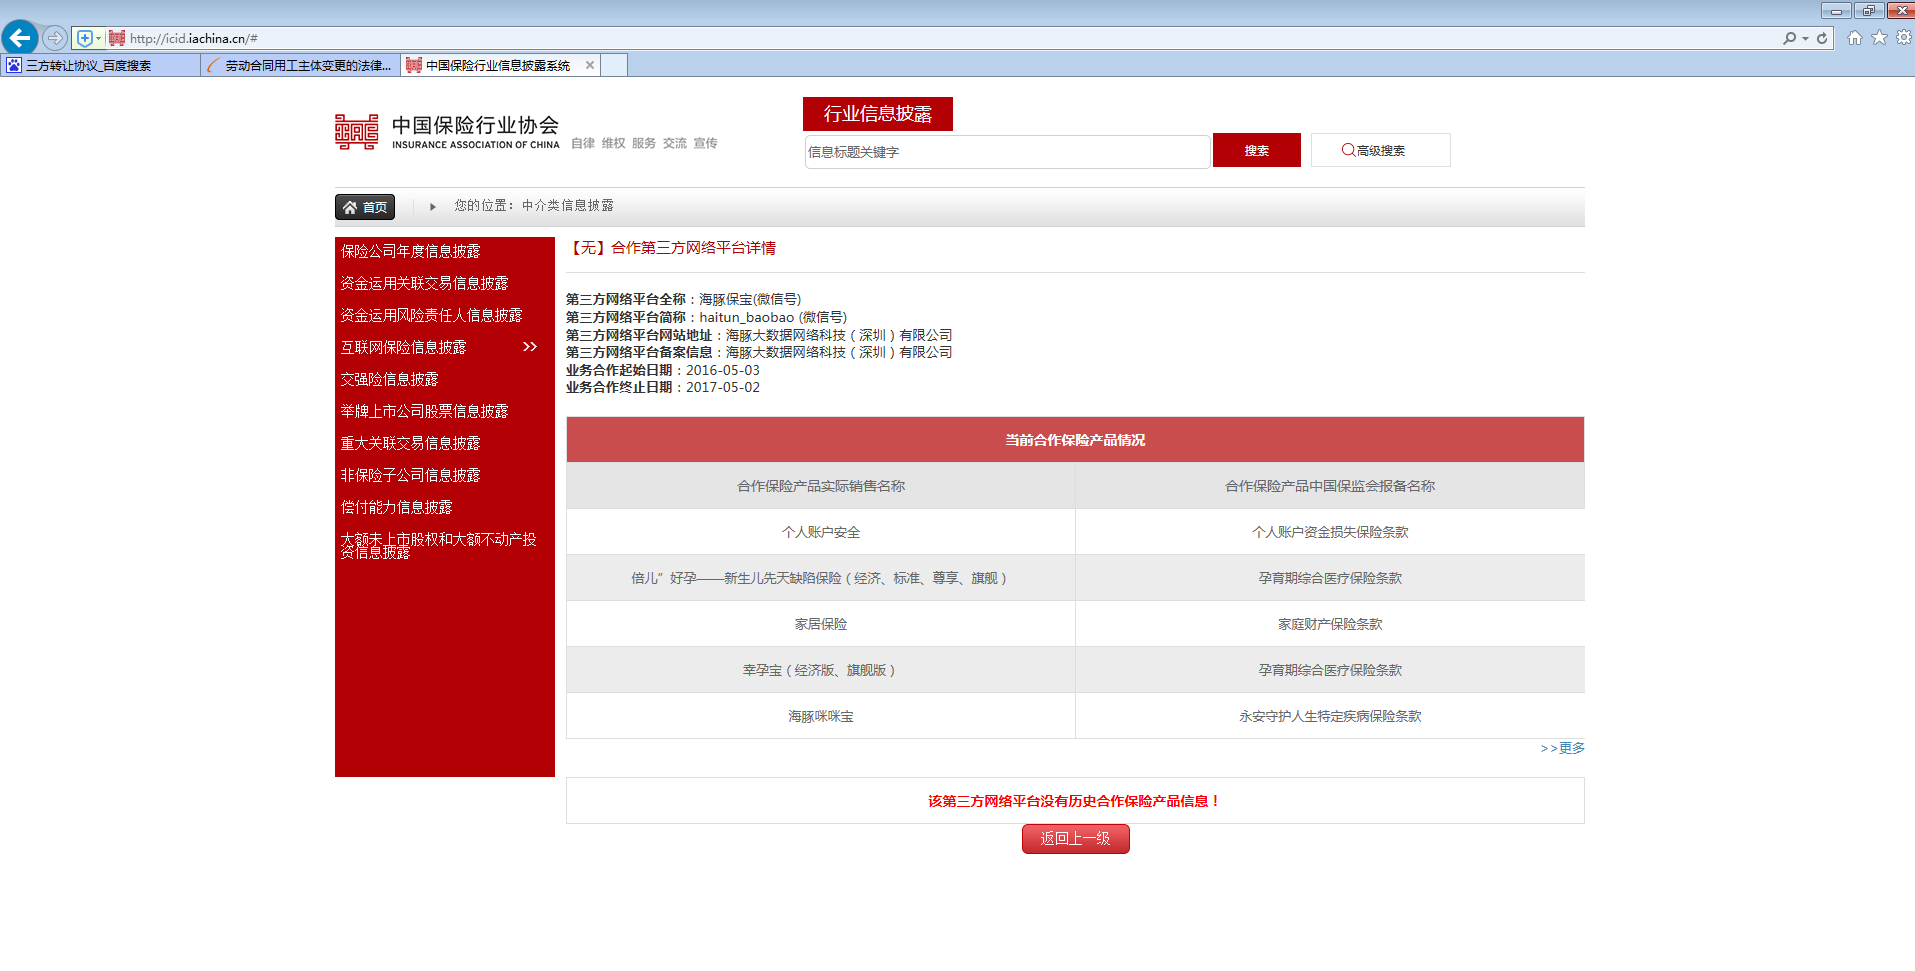 http://icid.iachina.cn/#
三方转让协议_百度搜索
劳动合同用工主体变更的法律...
中国保险行业信息披露系统
中国保险行业协会
INSURANCE ASSOCIATION OF CHINA
自律 维权 服务 交流 宣传
行业信息披露
信息标题关键字
搜索
高级搜索
首页
您的位置：中介类信息披露
保险公司年度信息披露
资金运用关联交易信息披露
资金运用风险责任人信息披露
互联网保险信息披露 >>
交强险信息披露
举牌上市公司股票信息披露
重大关联交易信息披露
非保险子公司信息披露
偿付能力信息披露
大额未上市股权和大额不动产投
资信息披露
【无】合作第三方网络平台详情
第三方网络平台全称：海豚保宝(微信号)
第三方网络平台简称：haitun_baobao (微信号)
第三方网络平台网站地址：海豚大数据网络科技（深圳）有限公司
第三方网络平台备案信息：海豚大数据网络科技（深圳）有限公司
业务合作起始日期：2016-05-03
业务合作终止日期：2017-05-02
当前合作保险产品情况
合作保险产品实际销售名称 合作保险产品中国保监会报备名称
个人账户安全 个人账户资金损失保险条款
倍儿”好孕——新生儿先天缺陷保险（经济、标准、尊享、旗舰） 孕育期综合医疗保险条款
家居保险 家庭财产保险条款
幸孕宝（经济版、旗舰版） 孕育期综合医疗保险条款
海豚咪咪宝 永安守护人生特定疾病保险条款
>>更多
该第三方网络平台没有历史合作保险产品信息！
返回上一级